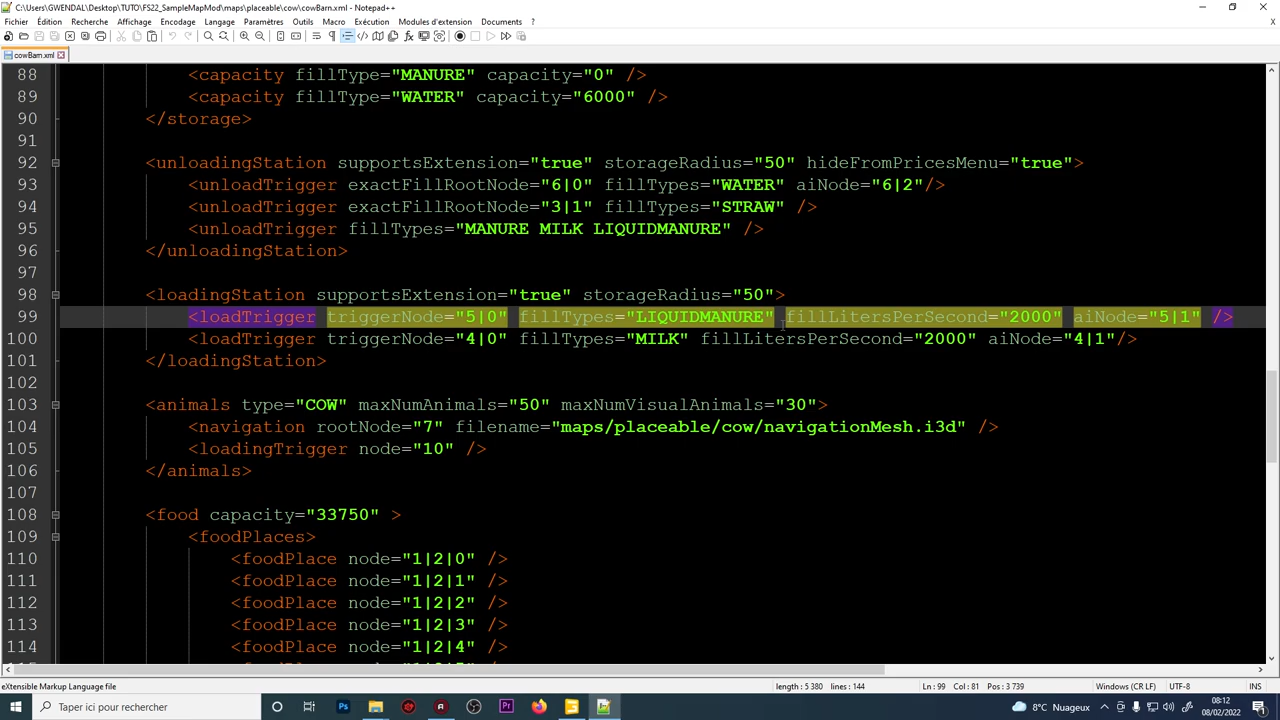 C:\Users\GWENDAL\Desktop\TUTO\FS22_SampleMapMod\maps\placeable\cow\cowBarn.xml - Notepad++
Fichier Édition Recherche Affichage Encodage Langage Paramètres Outils Macro Exécution Modules d'extension Documents ? X
cowBarn.xml
88 <capacity fillType="MANURE" capacity="0" />
89 <capacity fillType="WATER" capacity="6000" />
90 </storage>
91
92 <unloadingStation supportsExtension="true" storageRadius="50" hideFromPricesMenu="true">
93 <unloadTrigger exactFillRootNode="6|0" fillTypes="WATER" aiNode="6|2"/>
94 <unloadTrigger exactFillRootNode="3|1" fillTypes="STRAW" />
95 <unloadTrigger fillTypes="MANURE MILK LIQUIDMANURE" />
96 </unloadingStation>
97
98 <loadingStation supportsExtension="true" storageRadius="50">
99 <loadTrigger triggerNode="5|0" fillTypes="LIQUIDMANURE" fillLitersPerSecond="2000" aiNode="5|1" />
100 <loadTrigger triggerNode="4|0" fillTypes="MILK" fillLitersPerSecond="2000" aiNode="4|1"/>
101 </loadingStation>
102
103 <animals type="COW" maxNumAnimals="50" maxNumVisualAnimals="30">
104 <navigation rootNode="7" filename="maps/placeable/cow/navigationMesh.i3d" />
105 <loadingTrigger node="10" />
106 </animals>
107
108 <food capacity="33750" >
109 <foodPlaces>
110 <foodPlace node="1|2|0" />
111 <foodPlace node="1|2|1" />
112 <foodPlace node="1|2|2" />
113 <foodPlace node="1|2|3" />
114 <foodPlace node="1|2|4" />
eXtensible Markup Language file length : 5 380 lines : 144 Ln : 99 Col : 81 Pos : 3 739 Windows (CR LF) UTF-8 INS
Taper ici pour rechercher 8°C Nuageux 08:12
08/02/2022